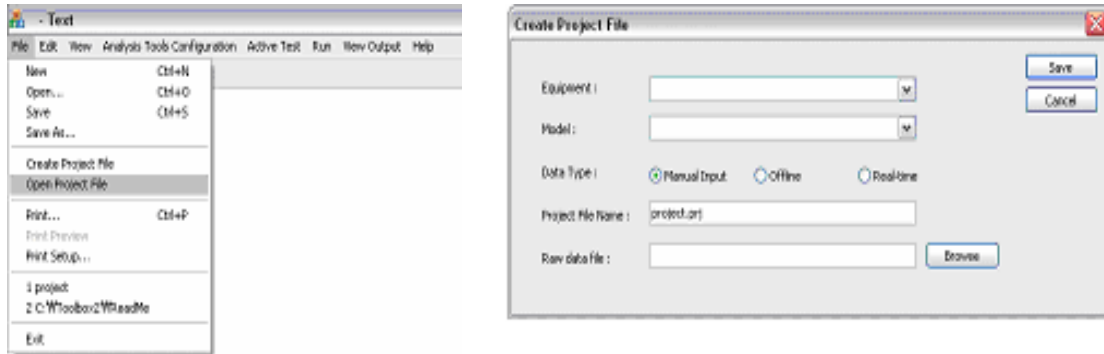 - Text
File Edit View Analysis Tools Configuration Active Test Run View Output Help
New Ctrl+N
Open... Ctrl+O
Save Ctrl+S
Save As...
Create Project File
Open Project File
Print... Ctrl+P
Print Preview
Print Setup...
1 project
2 C:₩Toolbox2₩ReadMe
Exit
Create Project File
Equipment :
Save
Model :
Cancel
Data Type : Manual Input Offline Real-time
Project File Name : project.prj
Raw data file : Browse